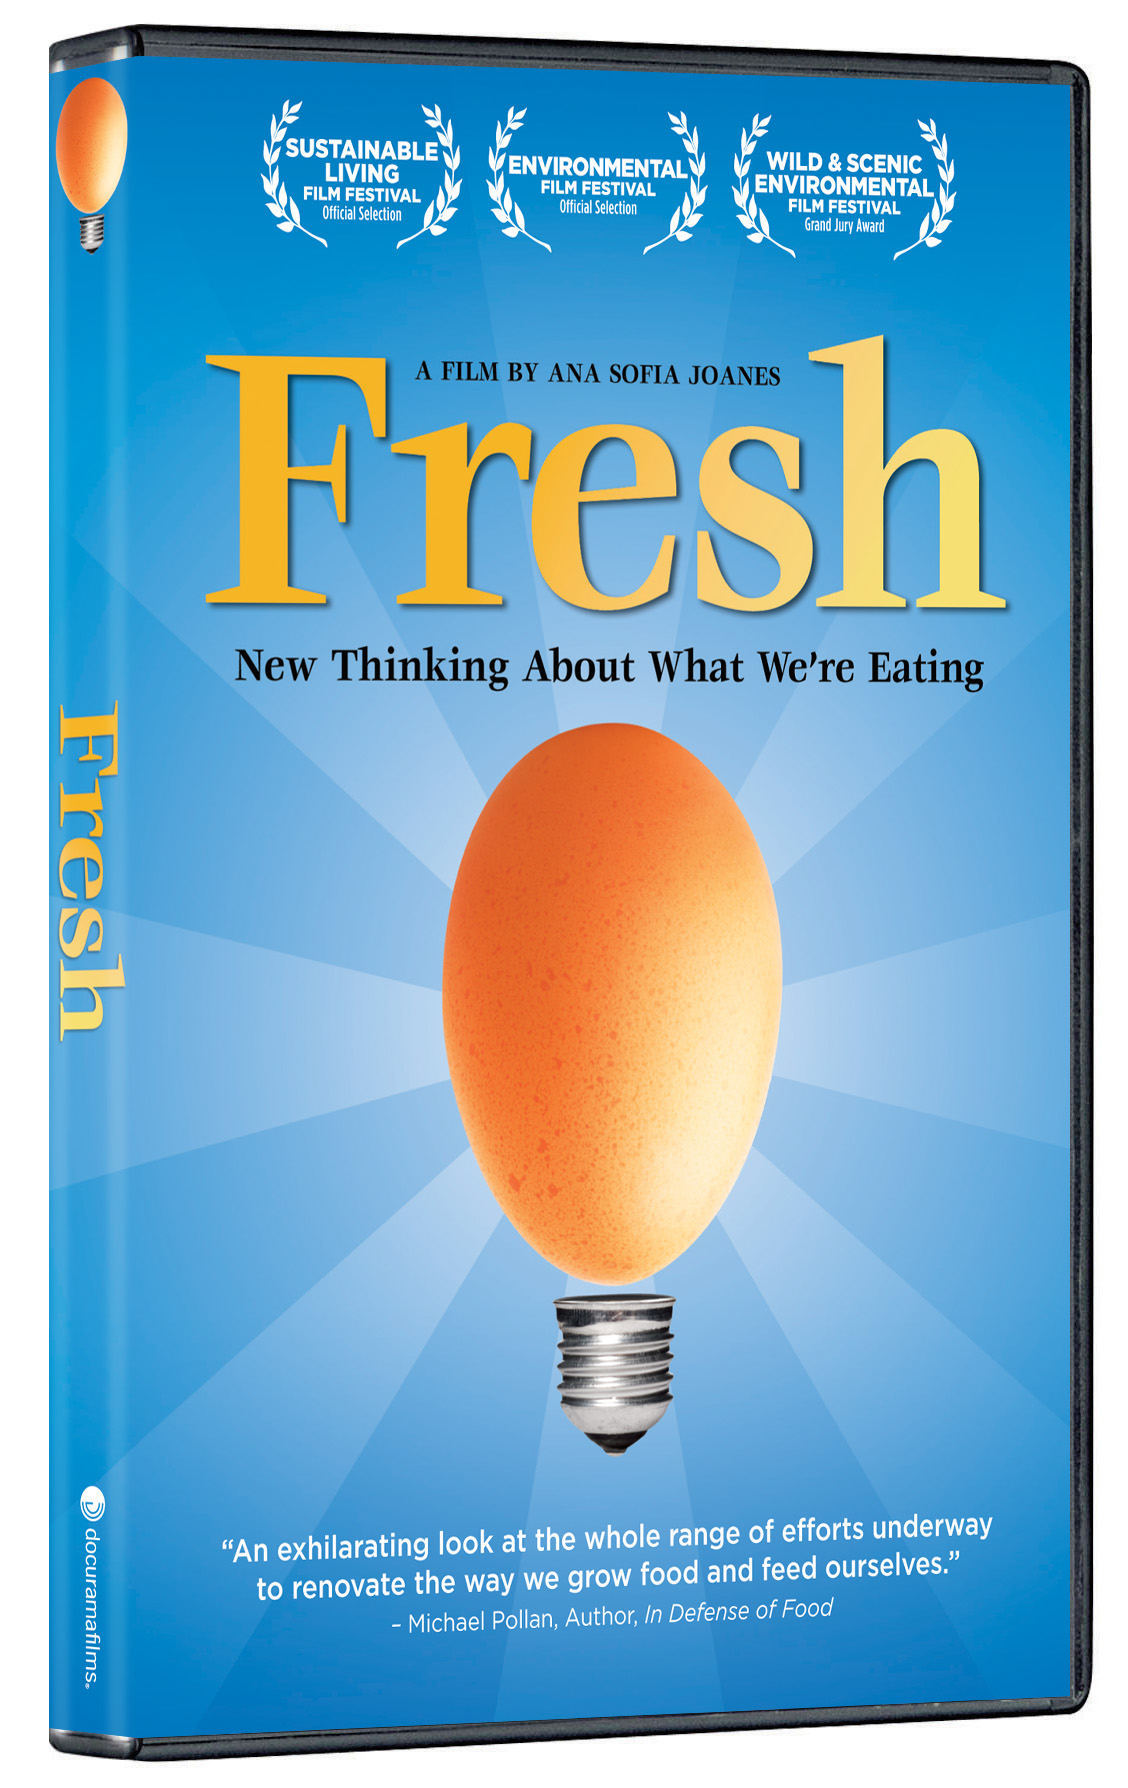 SUSTAINABLE
LIVING
FILM FESTIVAL
Official Selection
ENVIRONMENTAL
FILM FESTIVAL
Official Selection
WILD & SCENIC
ENVIRONMENTAL
FILM FESTIVAL
Grand Jury Award
A FILM BY ANA SOFIA JOANES
Fresh
New Thinking About What We're Eating
“An exhilarating look at the whole range of efforts underway
to renovate the way we grow food and feed ourselves.”
– Michael Pollan, Author, In Defense of Food
Fresh
docuramafilms®